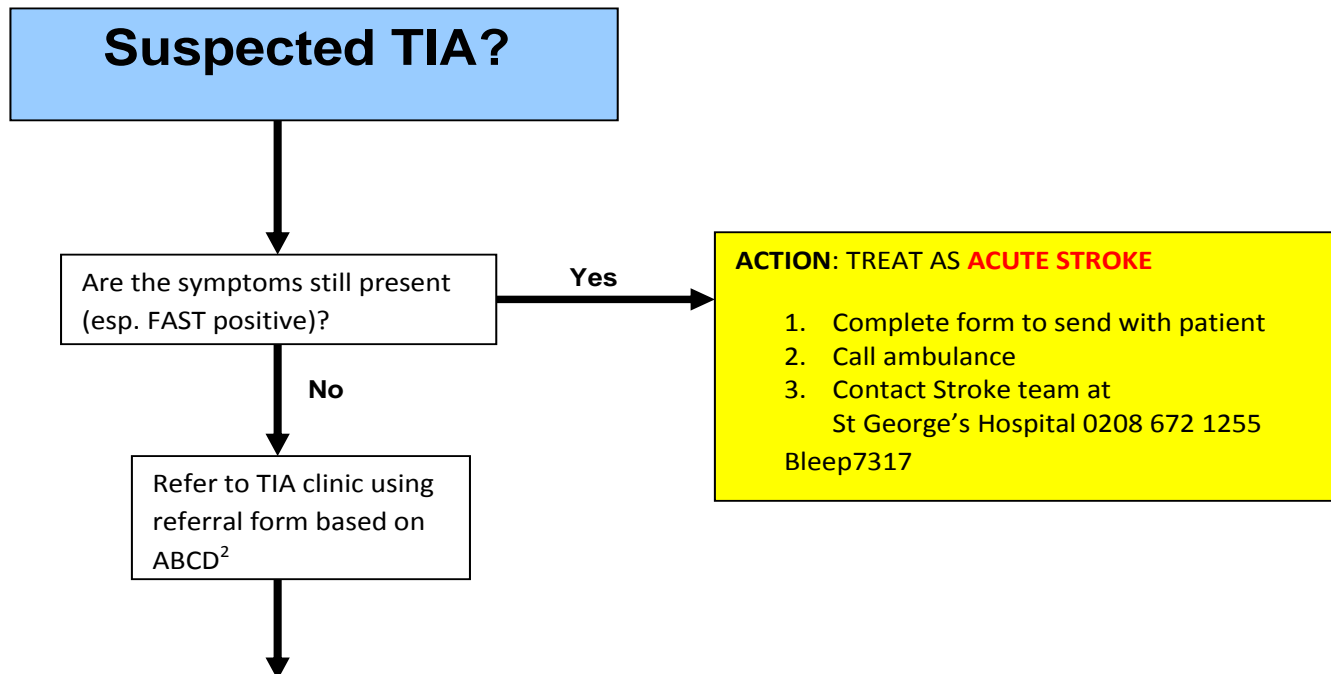 Suspected TIA?
Are the symptoms still present
(esp. FAST positive)?
Yes
ACTION: TREAT AS ACUTE STROKE
1. Complete form to send with patient
2. Call ambulance
3. Contact Stroke team at
St George’s Hospital 0208 672 1255
Bleep7317
No
Refer to TIA clinic using
referral form based on
ABCD²